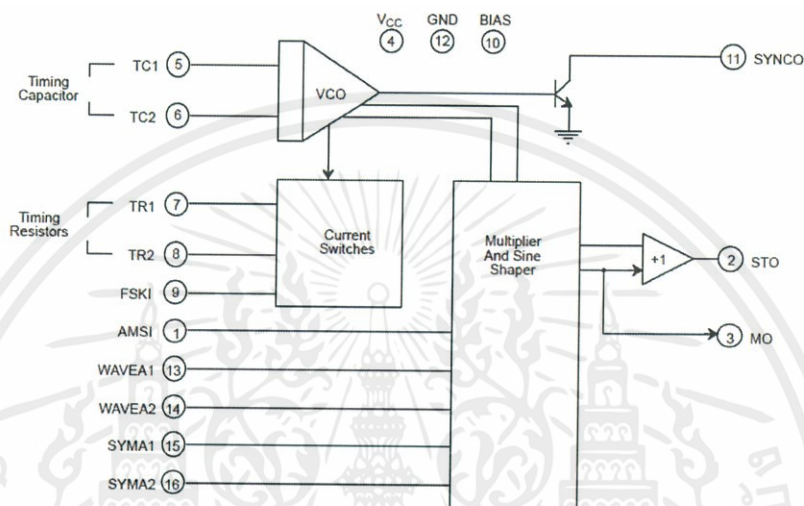 VCC GND BIAS
4 12 10
TC1 5
Timing
Capacitor
TC2 6
VCO
11 SYNCO
TR1 7
Timing
Resistors
TR2 8
FSKI 9
Current
Switches
Multiplier
And Sine
Shaper
+1
2 STO
3 MO
AMSI 1
WAVEA1 13
WAVEA2 14
SYMA1 15
SYMA2 16